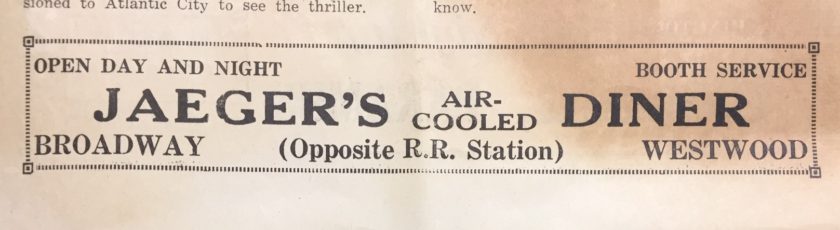 sioned to Atlantic City to see the thriller.
know.
OPEN DAY AND NIGHT BOOTH SERVICE
JAEGER'S AIR-COOLED DINER
BROADWAY (Opposite R.R. Station) WESTWOOD